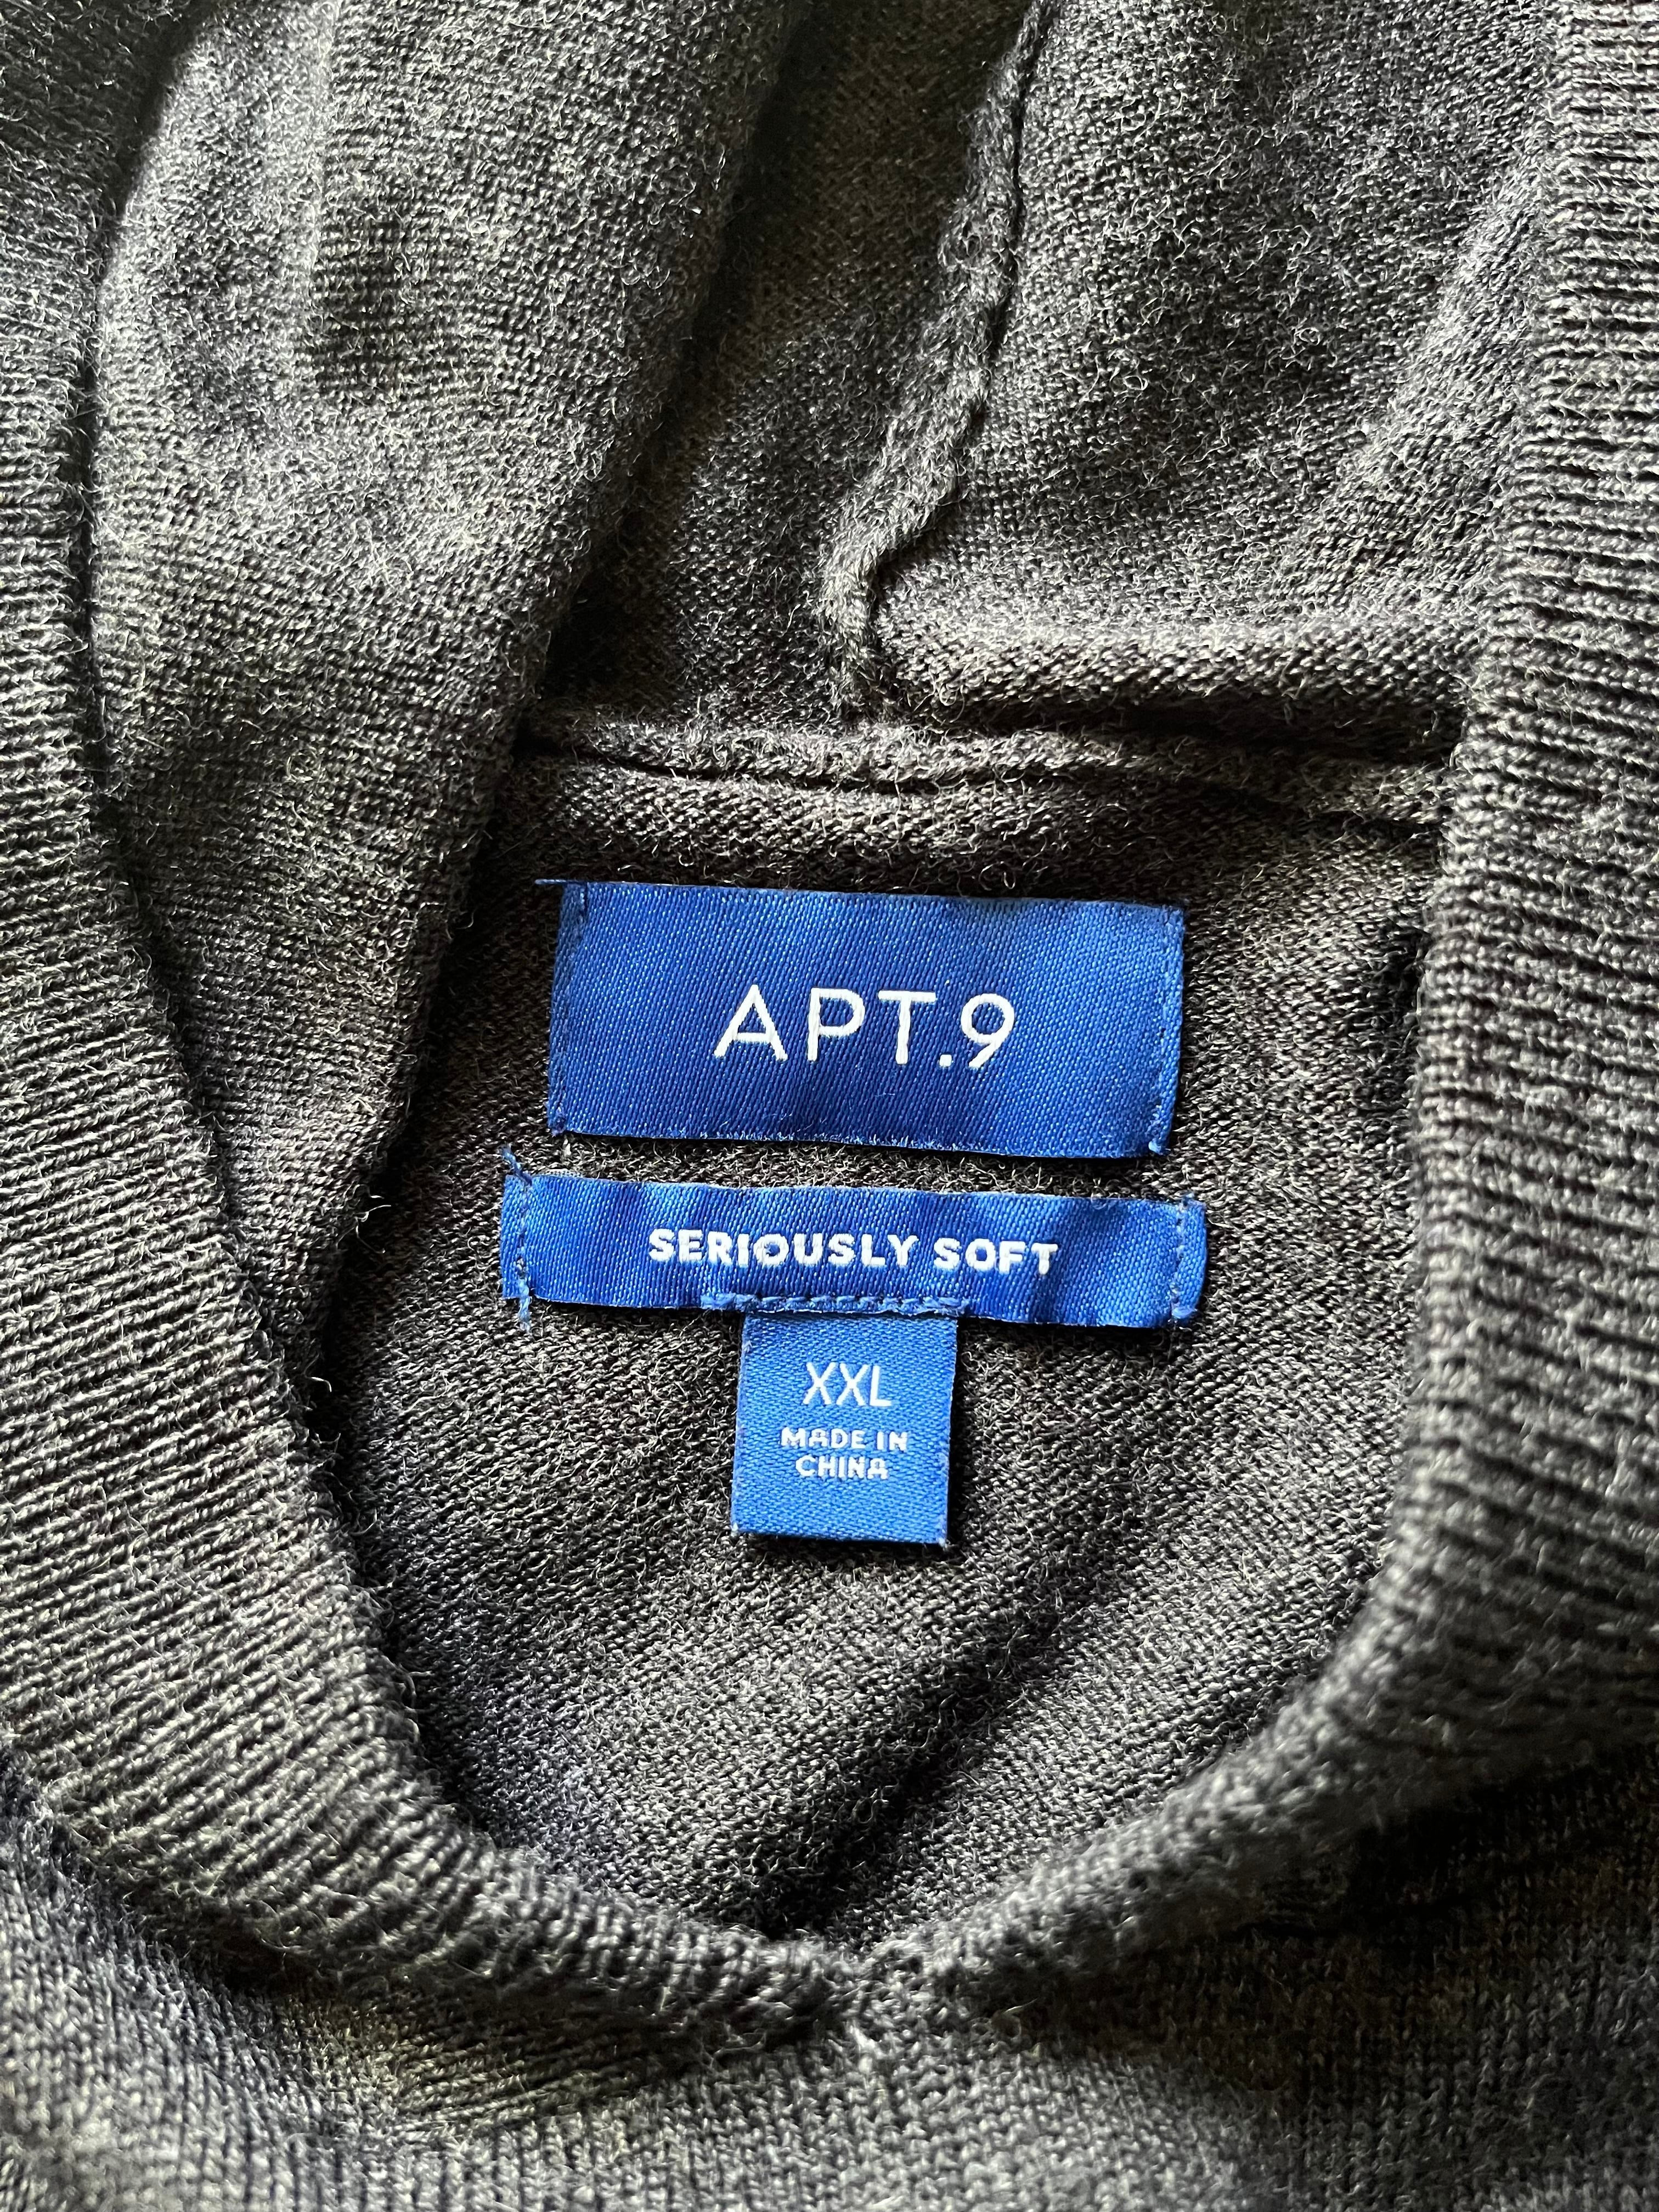 APT.9
SERIOUSLY SOFT
XXL
MADE IN
CHINA